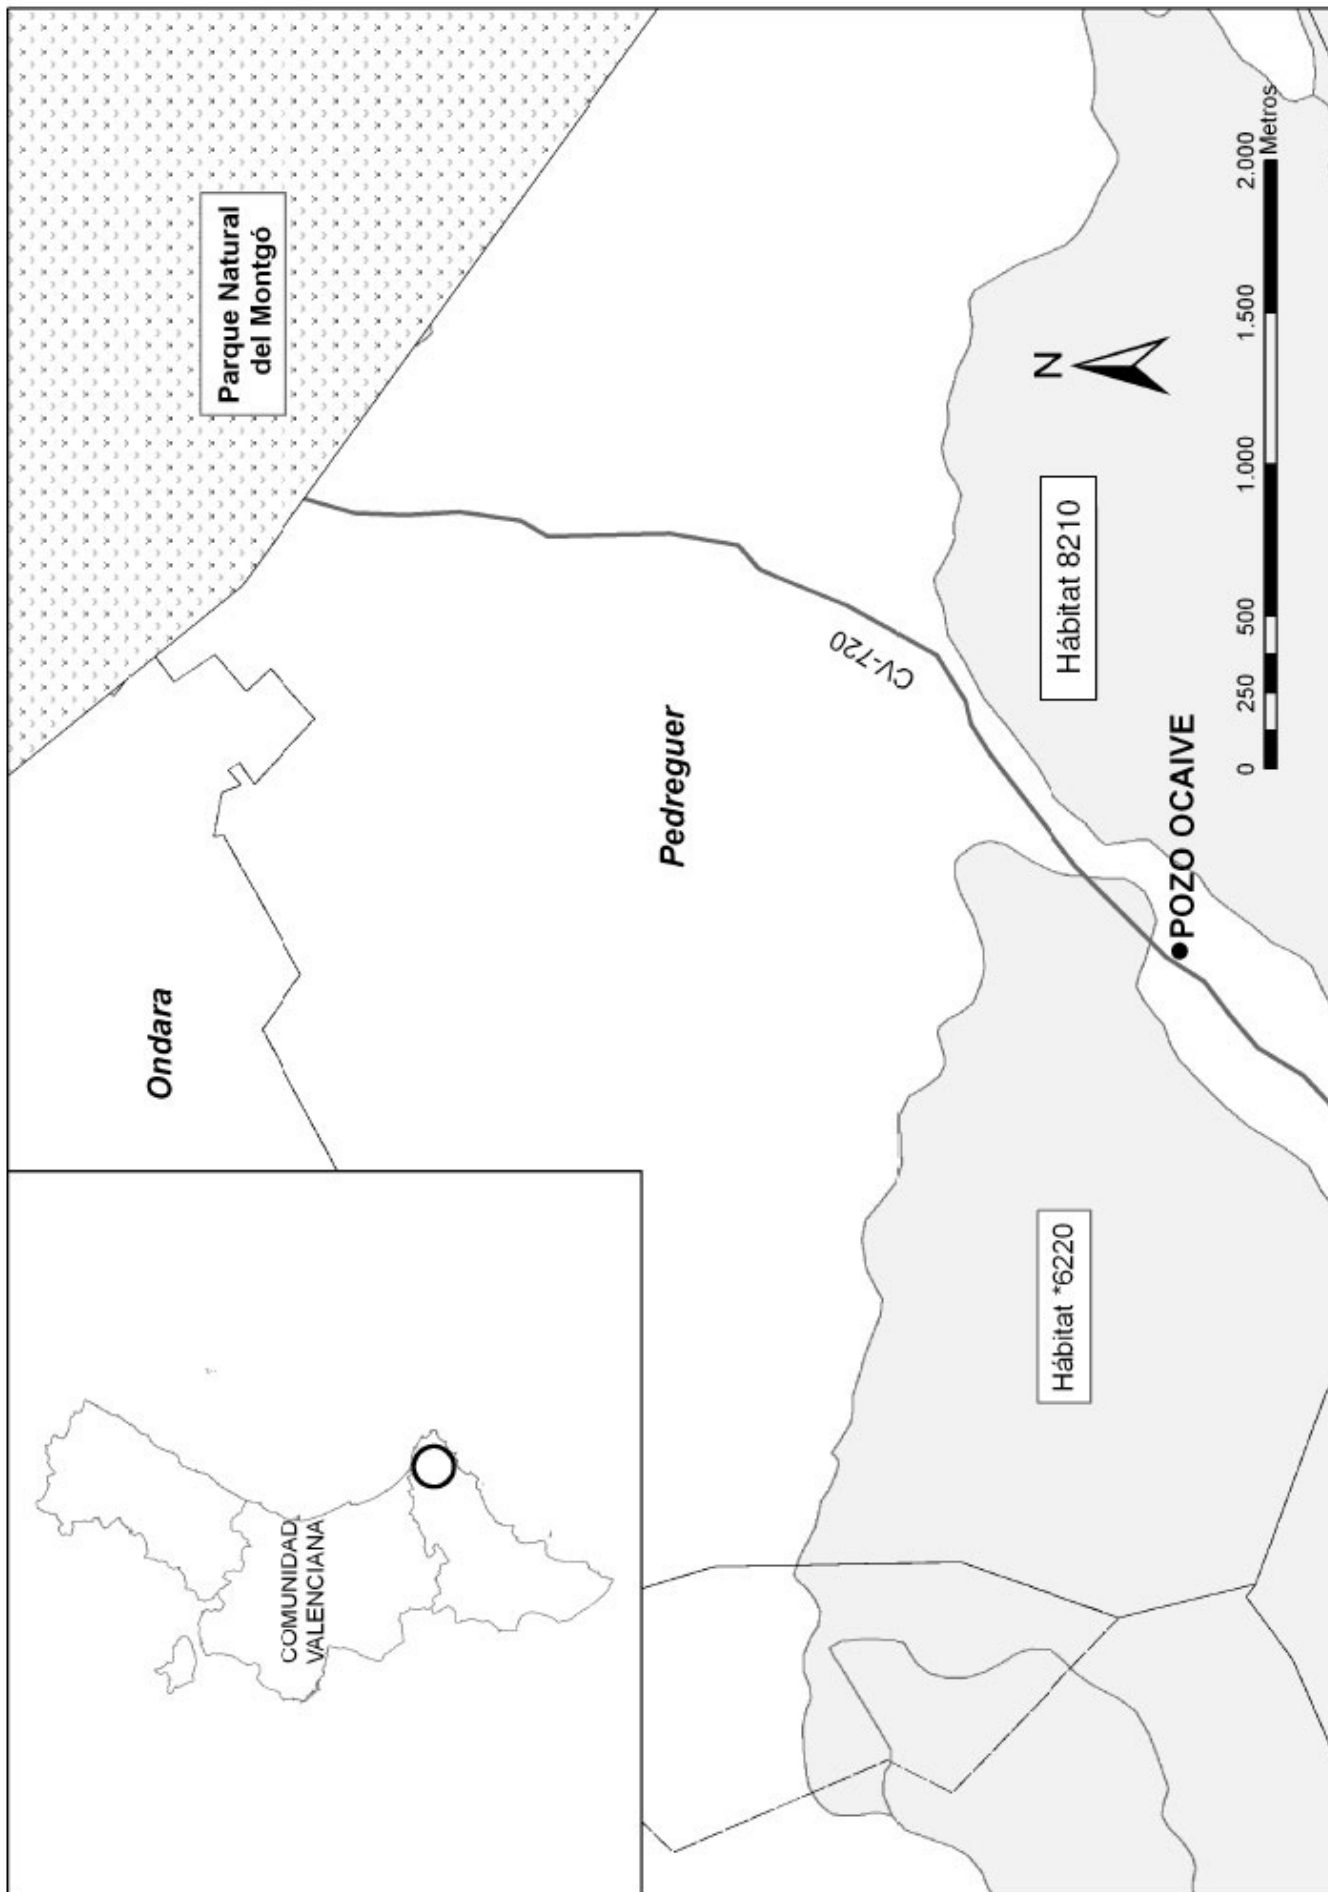 COMUNIDAD
VALENCIANA
Ondara
Parque Natural
del Montgó
Pedreguer
CV-720
Hábitat *6220
Hábitat 8210
N
POZO OCAIVE
0 250 500 1.000 1.500 2.000
Metros